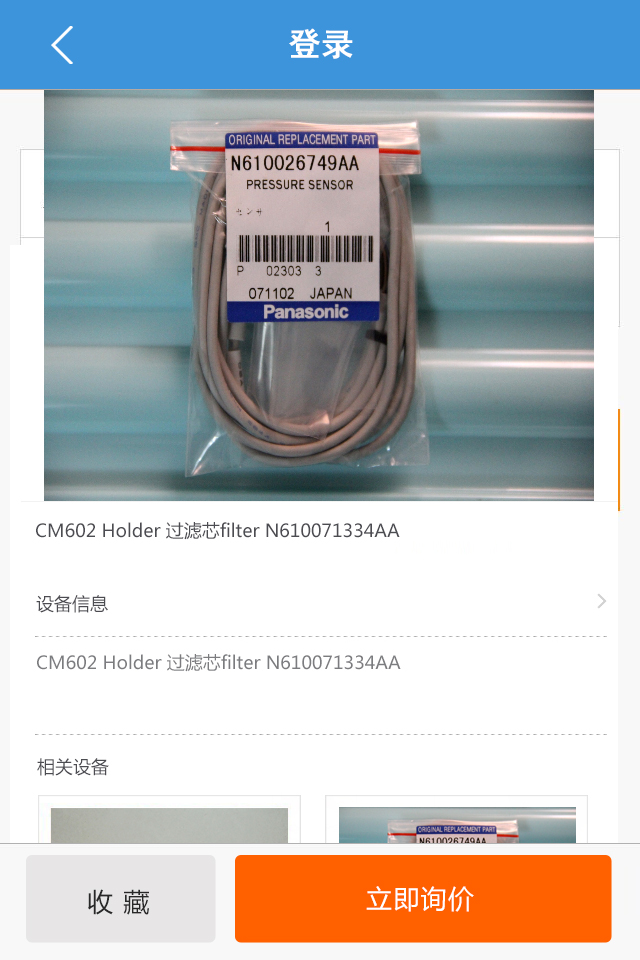 登录
ORIGINAL REPLACEMENT PART
N610026749AA
PRESSURE SENSOR
センサ
1
P 02303 3
071102 JAPAN
Panasonic
CM602 Holder 过滤芯filter N610071334AA
设备信息
CM602 Holder 过滤芯filter N610071334AA
相关设备
ORIGINAL REPLACEMENT PART
N610026749AA
收 藏
立即询价